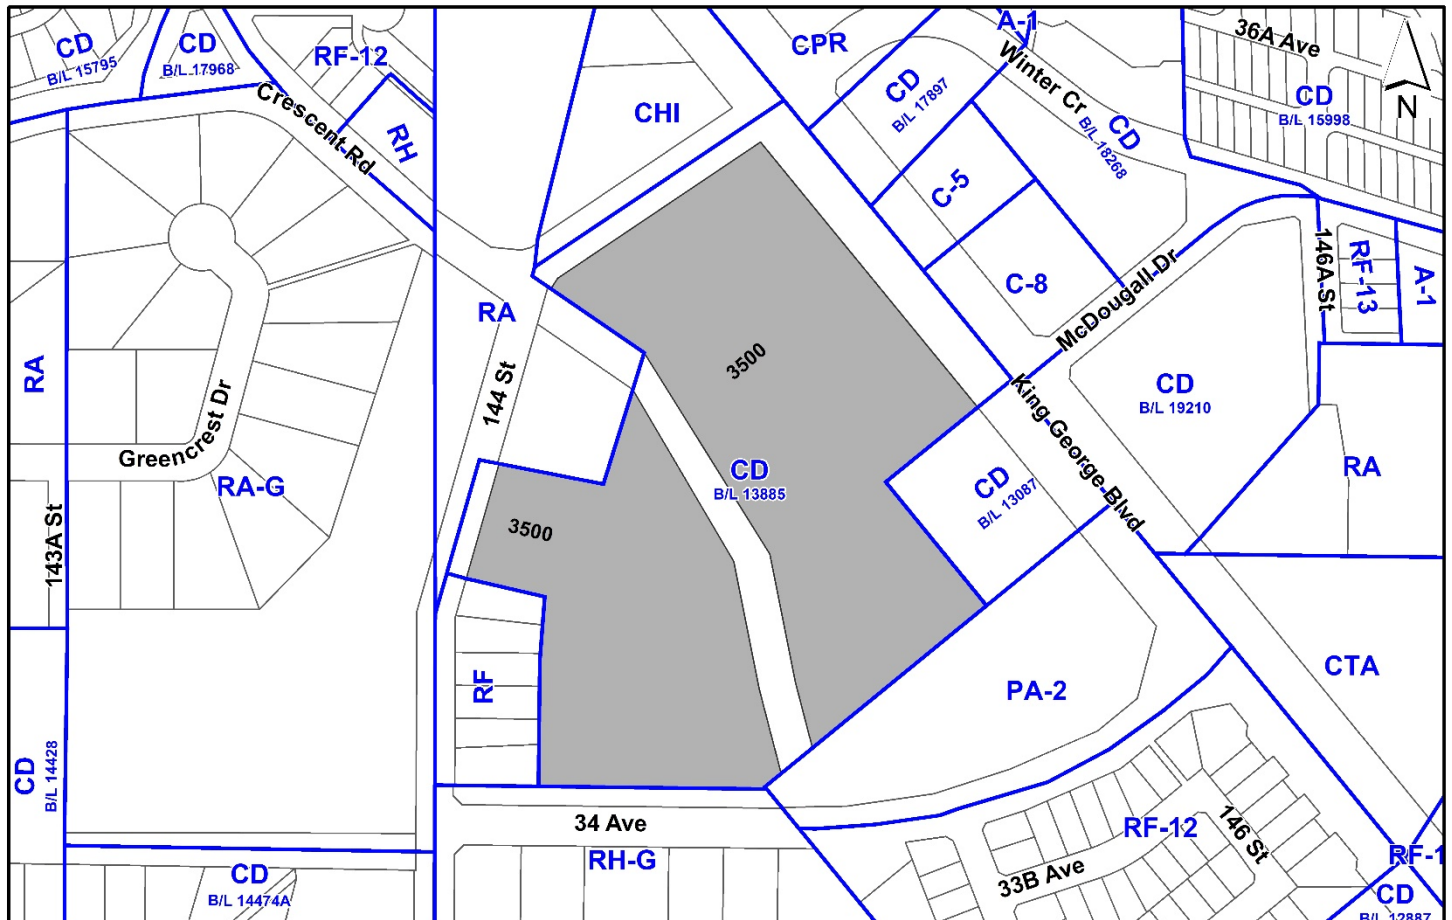 CD
B/L 15795
CD
B/L 17968
RF-12
Crescent Rd
RH
CHI
CPR
A-1
Winter Cr
CD
B/L 17897
CD
B/L 18268
36A Ave
CD
B/L 15998
N
C-5
C-8
McDougall Dr
146A St
RF-13
A-1
RA
RA
144 St
3500
Greencrest Dr
RA-G
143A St
3500
CD
B/L 13885
CD
B/L 13087
King George Blvd
CD
B/L 19210
RA
RF
PA-2
CTA
CD
B/L 14428
34 Ave
RH-G
CD
B/L 14474A
RF-12
146 St
33B Ave
RF-1
CD
B/L 12887